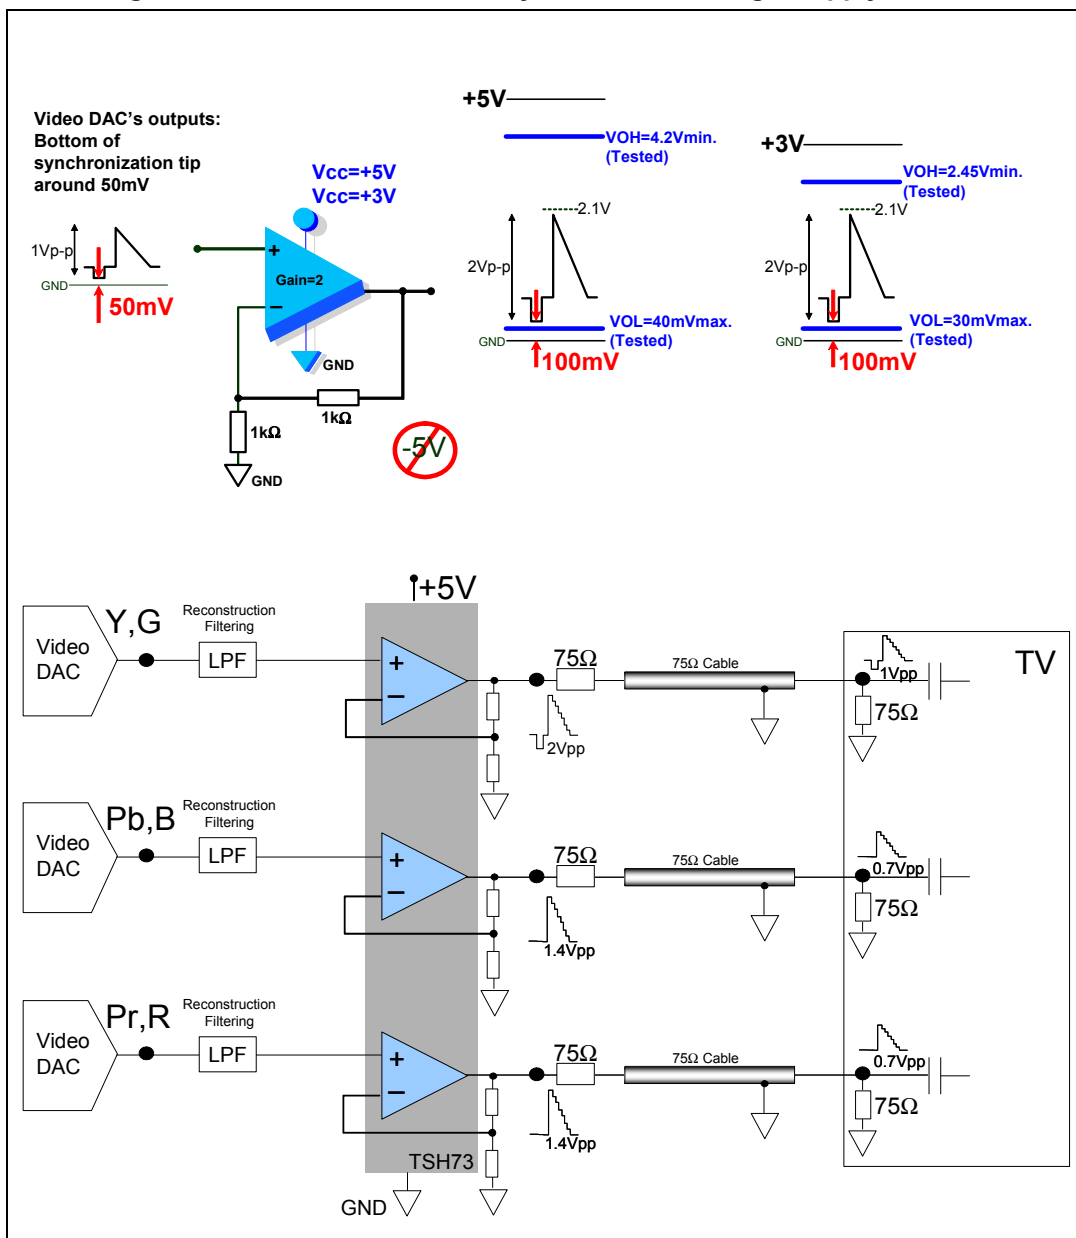 Video DAC's outputs:
Bottom of
synchronization tip
around 50mV
1Vp-p
GND
50mV
Vcc=+5V
Vcc=+3V
+
Gain=2
−
GND
1kΩ
1kΩ
GND
-5V
+5V
VOH=4.2Vmin.
(Tested)
2.1V
2Vp-p
VOL=40mVmax.
(Tested)
GND
100mV
+3V
VOH=2.45Vmin.
(Tested)
2.1V
2Vp-p
VOL=30mVmax.
(Tested)
GND
100mV
+5V
Video
DAC
Y,G
Reconstruction
Filtering
LPF
+
−
75Ω
2Vpp
75Ω Cable
1Vpp
75Ω
TV
Video
DAC
Pb,B
Reconstruction
Filtering
LPF
+
−
75Ω
1.4Vpp
75Ω Cable
0.7Vpp
75Ω
Video
DAC
Pr,R
Reconstruction
Filtering
LPF
+
−
75Ω
1.4Vpp
75Ω Cable
0.7Vpp
75Ω
TSH73
GND